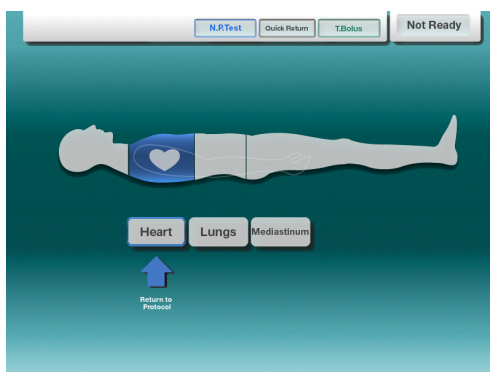 N.P.Test
Quick Return
T.Bolus
Not Ready
Heart
Lungs
Mediastinum
Return to
Protocol